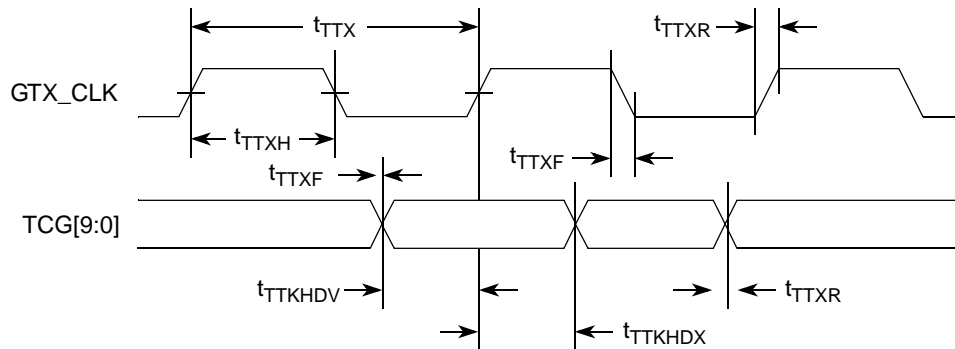 tTTX
tTTXR
GTX_CLK
tTTXH
tTTXF
tTTXF
TCG[9:0]
tTTKHDV
tTTXR
tTTKHDX